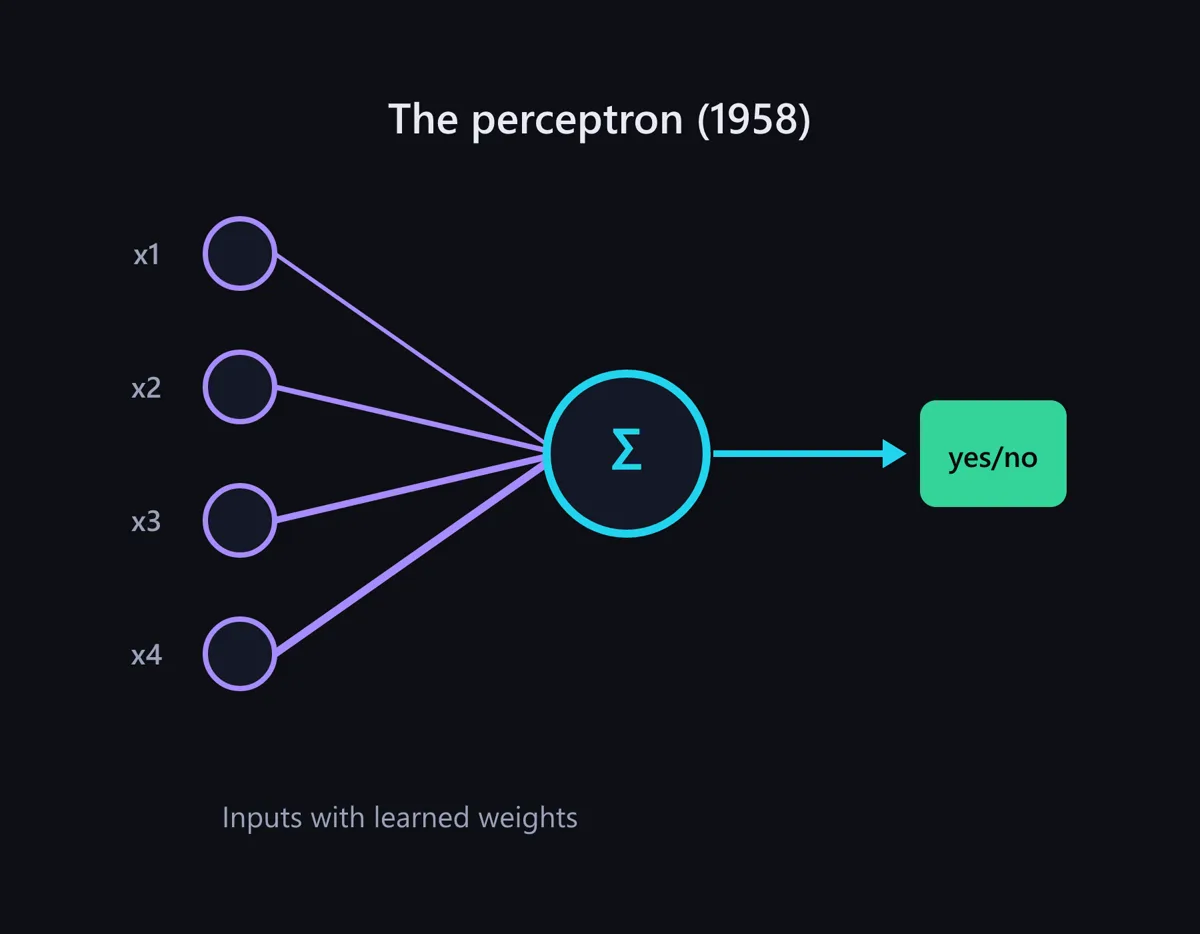 The perceptron (1958)
x1
x2
Σ
yes/no
x3
x4
Inputs with learned weights